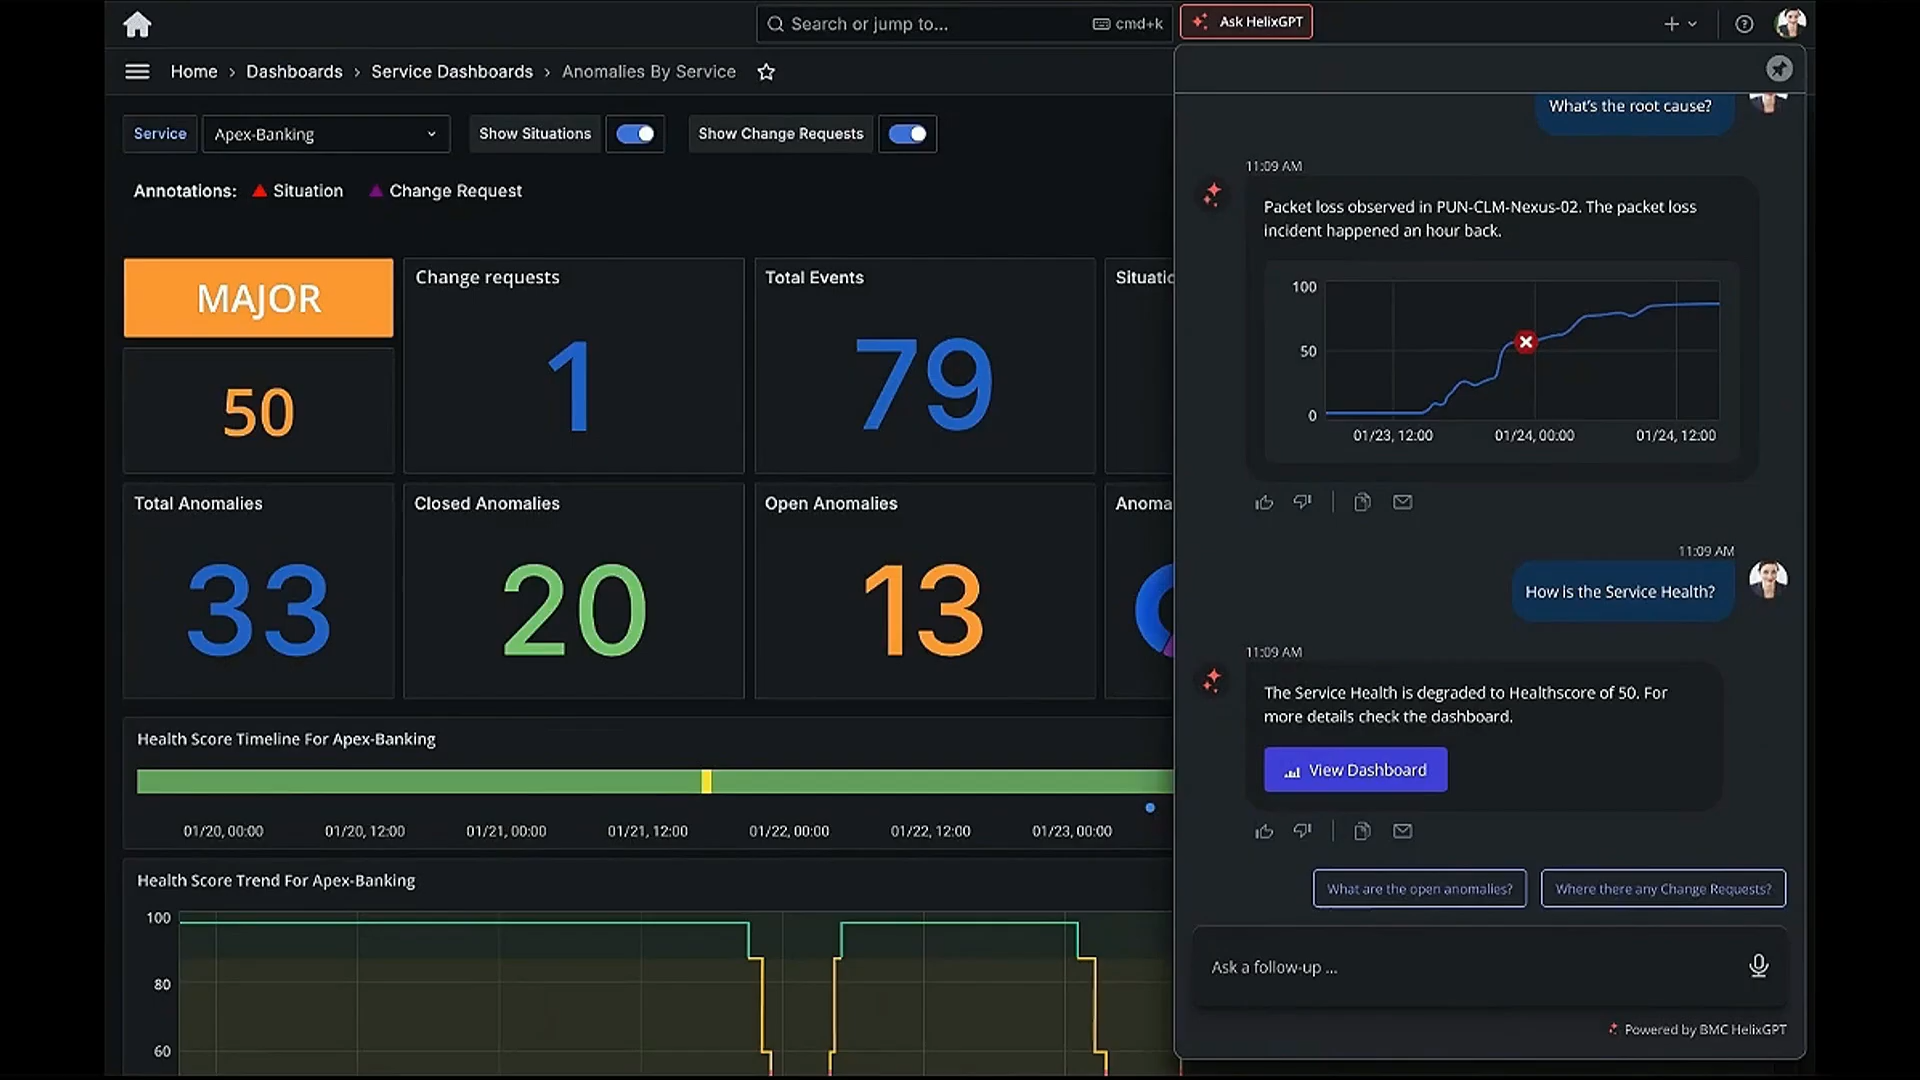 Search or jump to...
cmd+k
Ask HelixGPT
Home > Dashboards > Service Dashboards > Anomalies By Service
Service
Apex-Banking
Show Situations
Show Change Requests
Annotations:
Situation
Change Request
MAJOR
50
Change requests
1
Total Events
79
Situatio
Total Anomalies
33
Closed Anomalies
20
Open Anomalies
13
Anoma
Health Score Timeline For Apex-Banking
01/20, 00:00
01/20, 12:00
01/21, 00:00
01/21, 12:00
01/22, 00:00
01/22, 12:00
01/23, 00:00
Health Score Trend For Apex-Banking
100
80
60
What's the root cause?
11:09 AM
Packet loss observed in PUN-CLM-Nexus-02. The packet loss
incident happened an hour back.
100
50
0
01/23, 12:00
01/24, 00:00
01/24, 12:00
11:09 AM
How is the Service Health?
11:09 AM
The Service Health is degraded to Healthscore of 50. For
more details check the dashboard.
View Dashboard
What are the open anomalies?
Where there any Change Requests?
Ask a follow-up ...
Powered by BMC HelixGPT